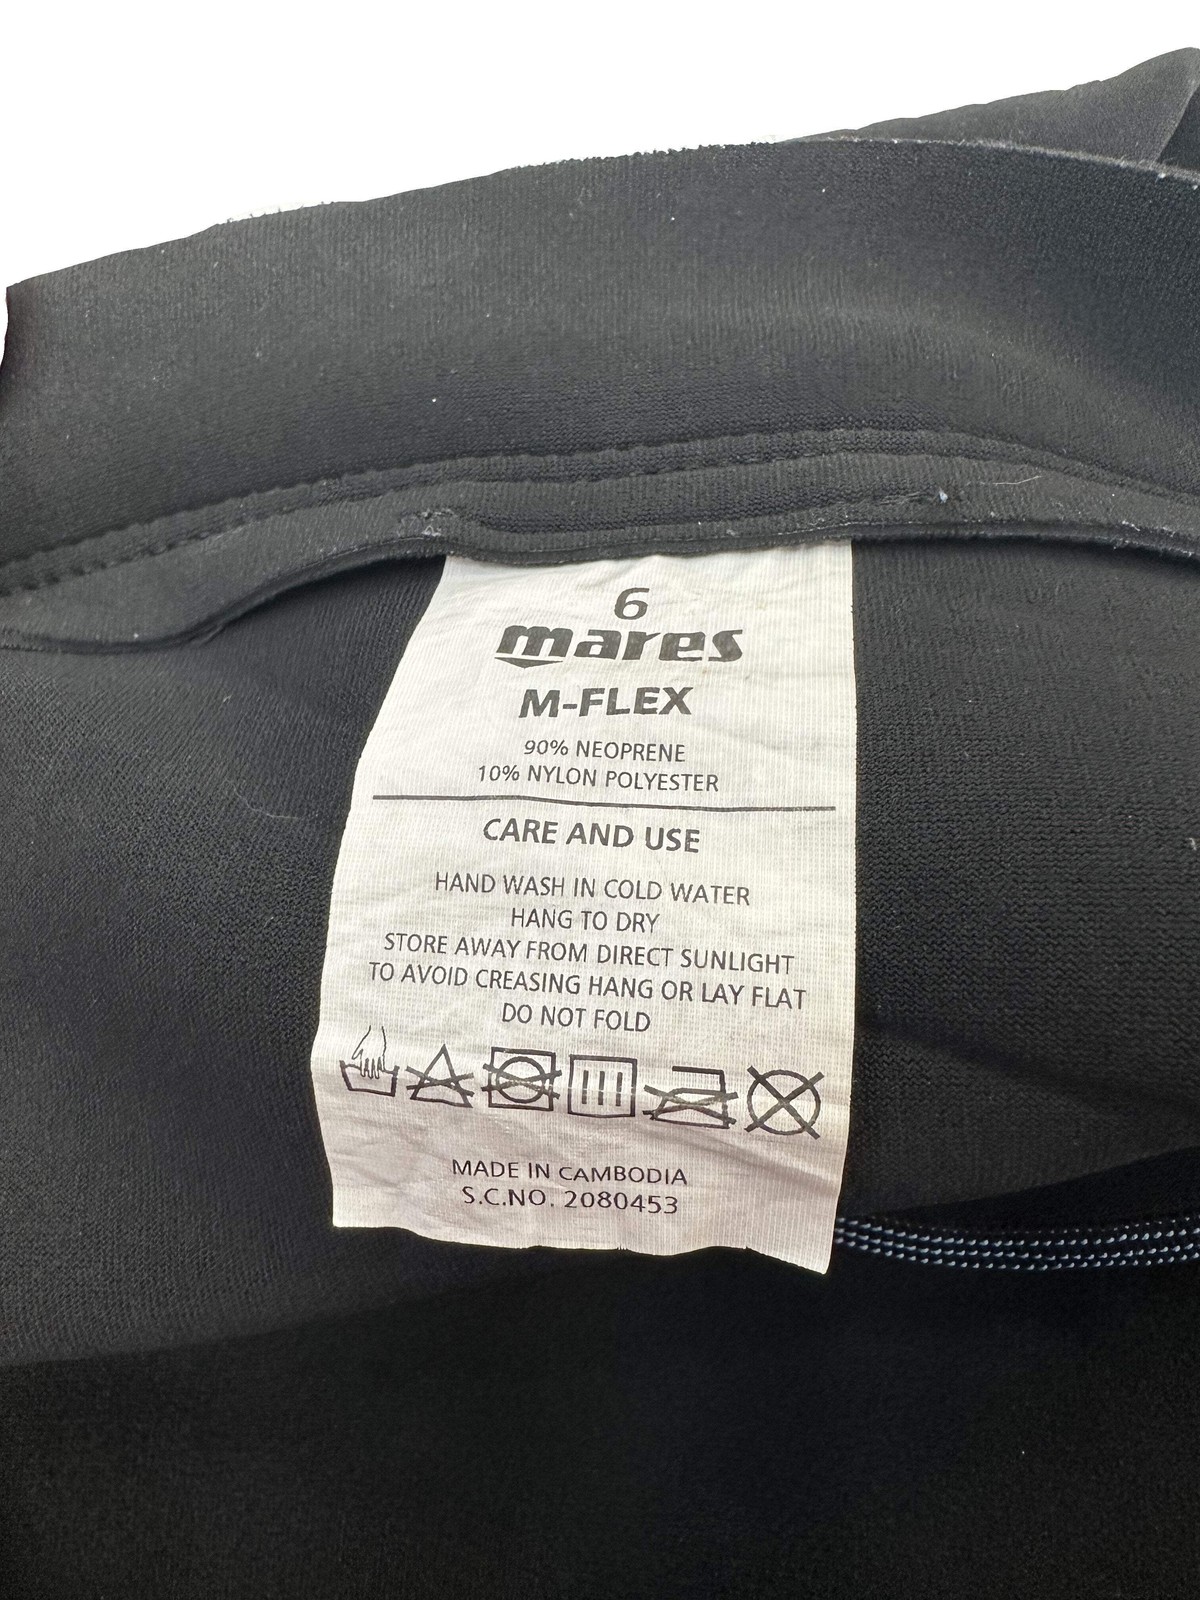 6
mares
M-FLEX
90% NEOPRENE
10% NYLON POLYESTER
CARE AND USE
HAND WASH IN COLD WATER
HANG TO DRY
STORE AWAY FROM DIRECT SUNLIGHT
TO AVOID CREASING HANG OR LAY FLAT
DO NOT FOLD
MADE IN CAMBODIA
S.C.NO. 2080453